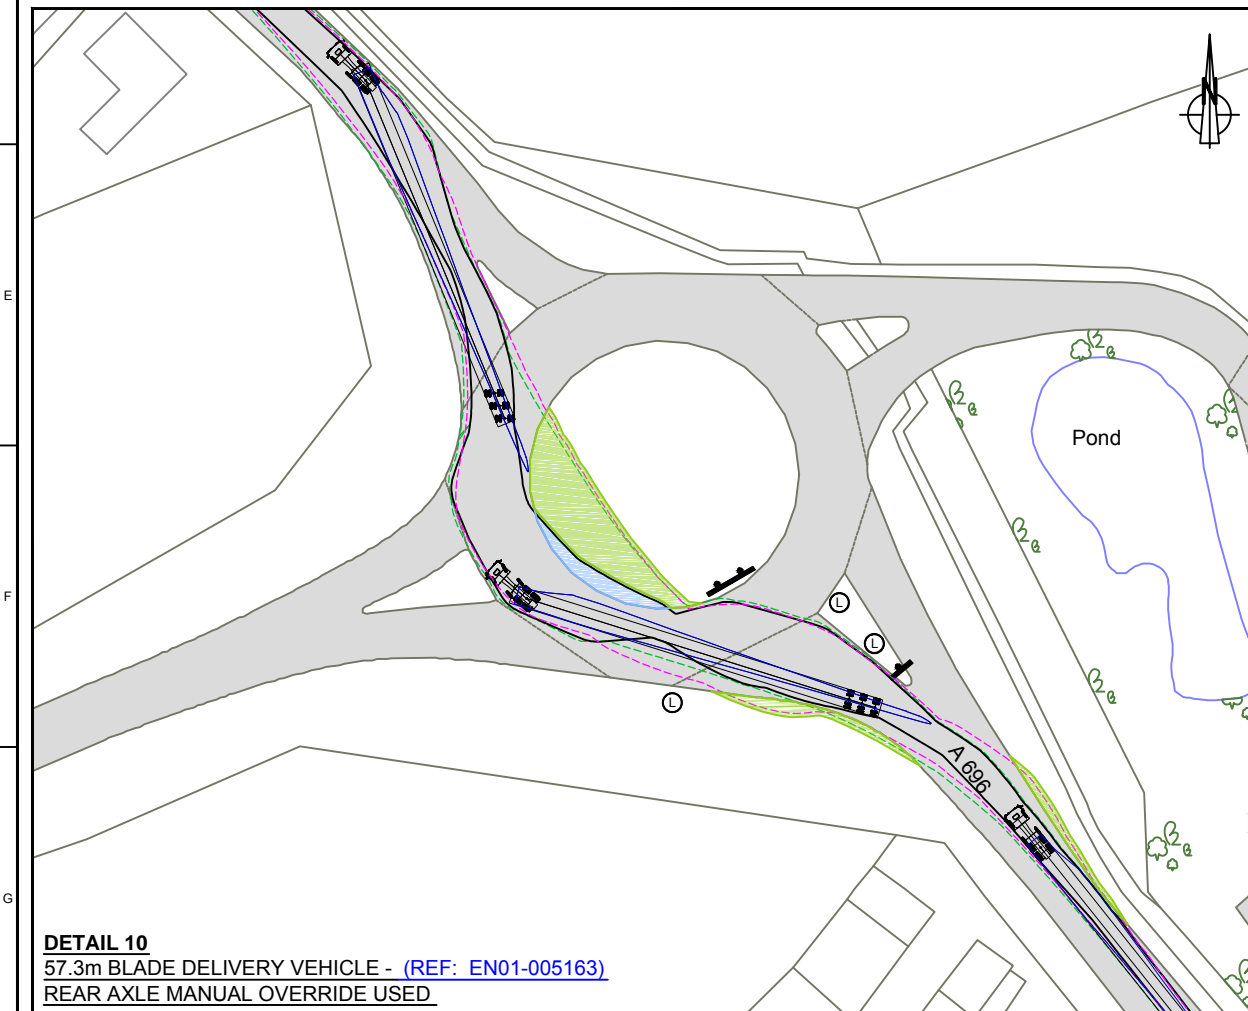 N
E
Pond
F
L
L
L
A 696
G
DETAIL 10
57.3m BLADE DELIVERY VEHICLE - (REF: EN01-005163)
REAR AXLE MANUAL OVERRIDE USED